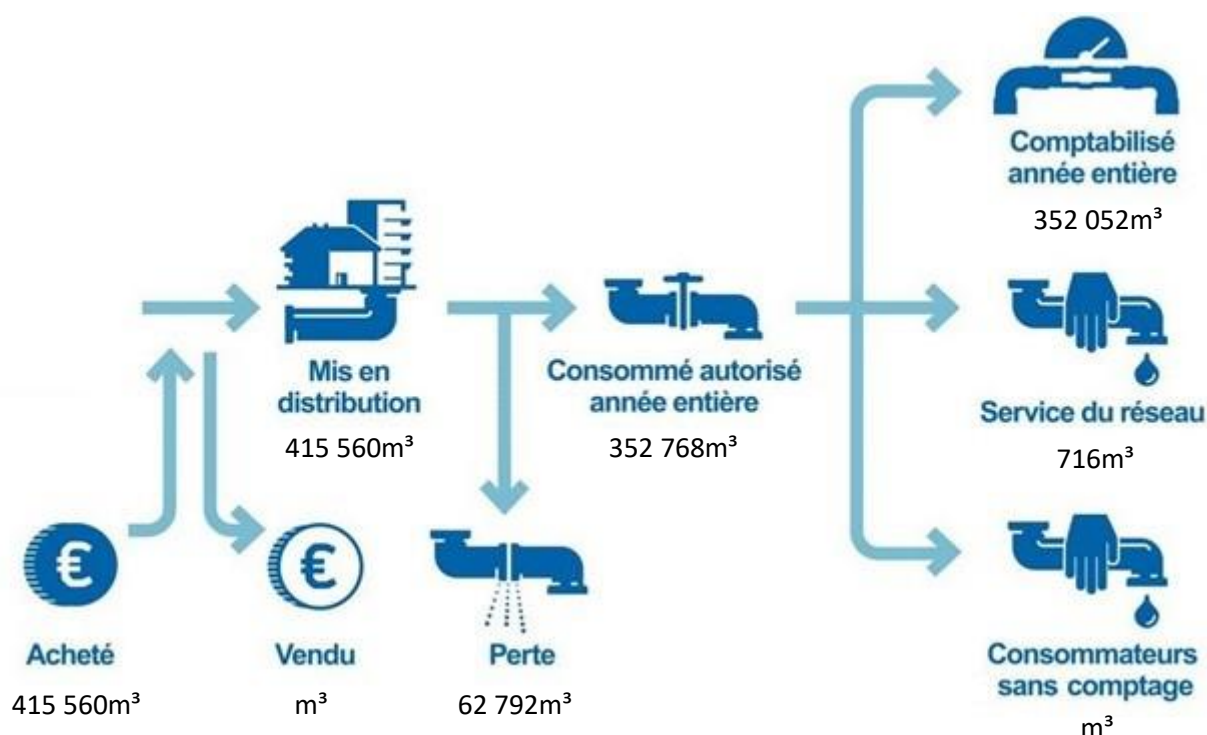 Comptabilisé
année entière
352 052m³
Mis en
distribution
415 560m³
Consommé autorisé
année entière
352 768m³
Service du réseau
716m³
€
Acheté
415 560m³
€
Vendu
m³
Perte
62 792m³
Consommateurs
sans comptage
m³